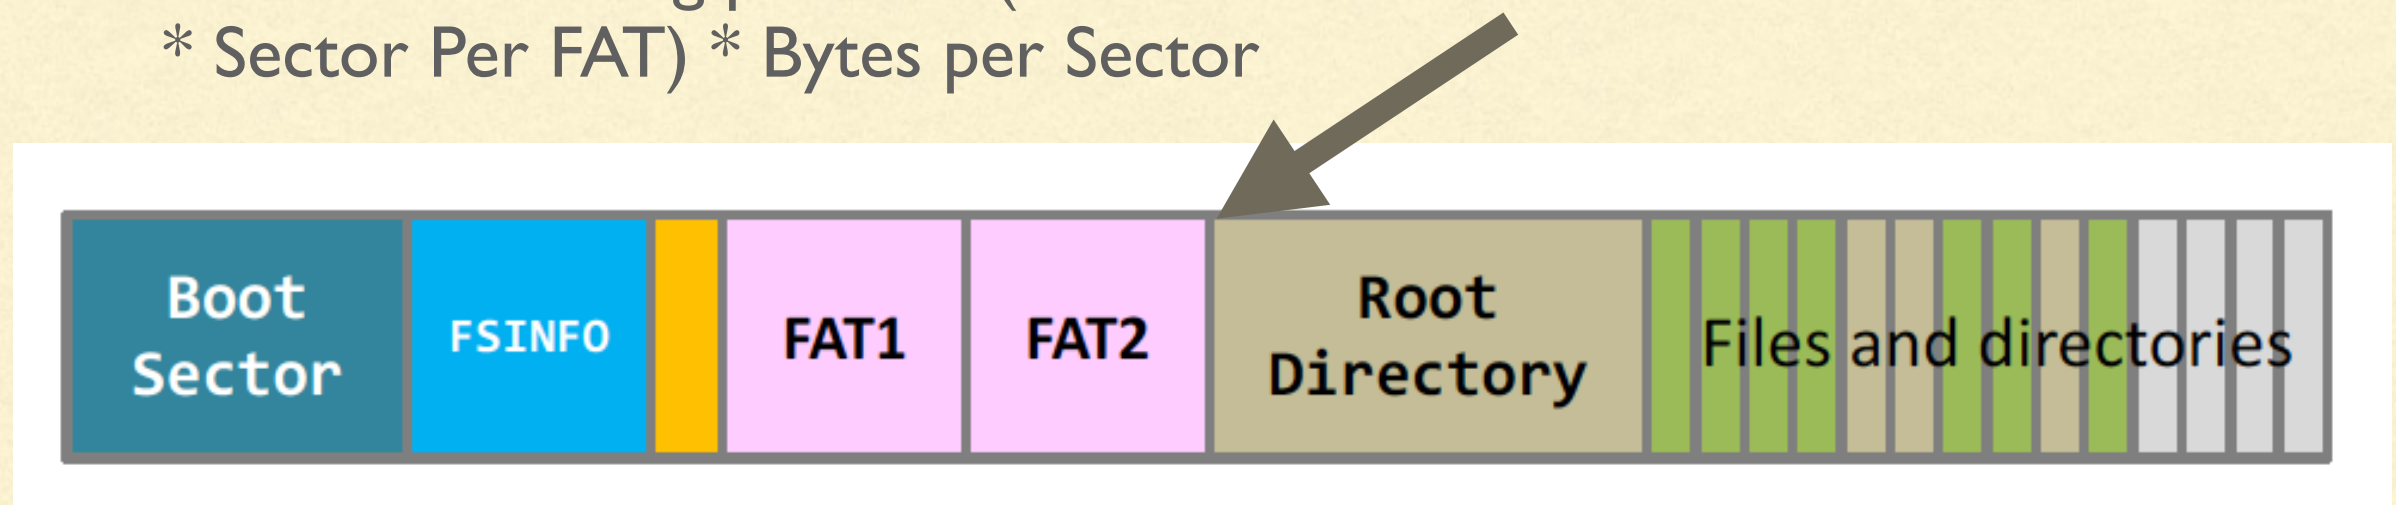 * Sector Per FAT) * Bytes per Sector
Boot
Sector
FSINFO
FAT1
FAT2
Root
Directory
Files and directories